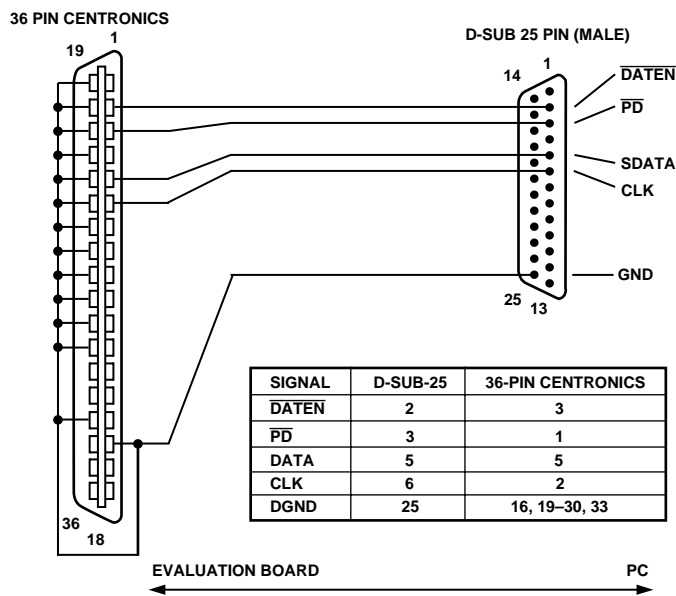 36 PIN CENTRONICS
19 1
D-SUB 25 PIN (MALE)
14 1
DATEN
PD
SDATA
CLK
GND
25 13
SIGNAL D-SUB-25 36-PIN CENTRONICS
DATEN 2 3
PD 3 1
DATA 5 5
CLK 6 2
DGND 25 16, 19–30, 33
36
18
EVALUATION BOARD PC